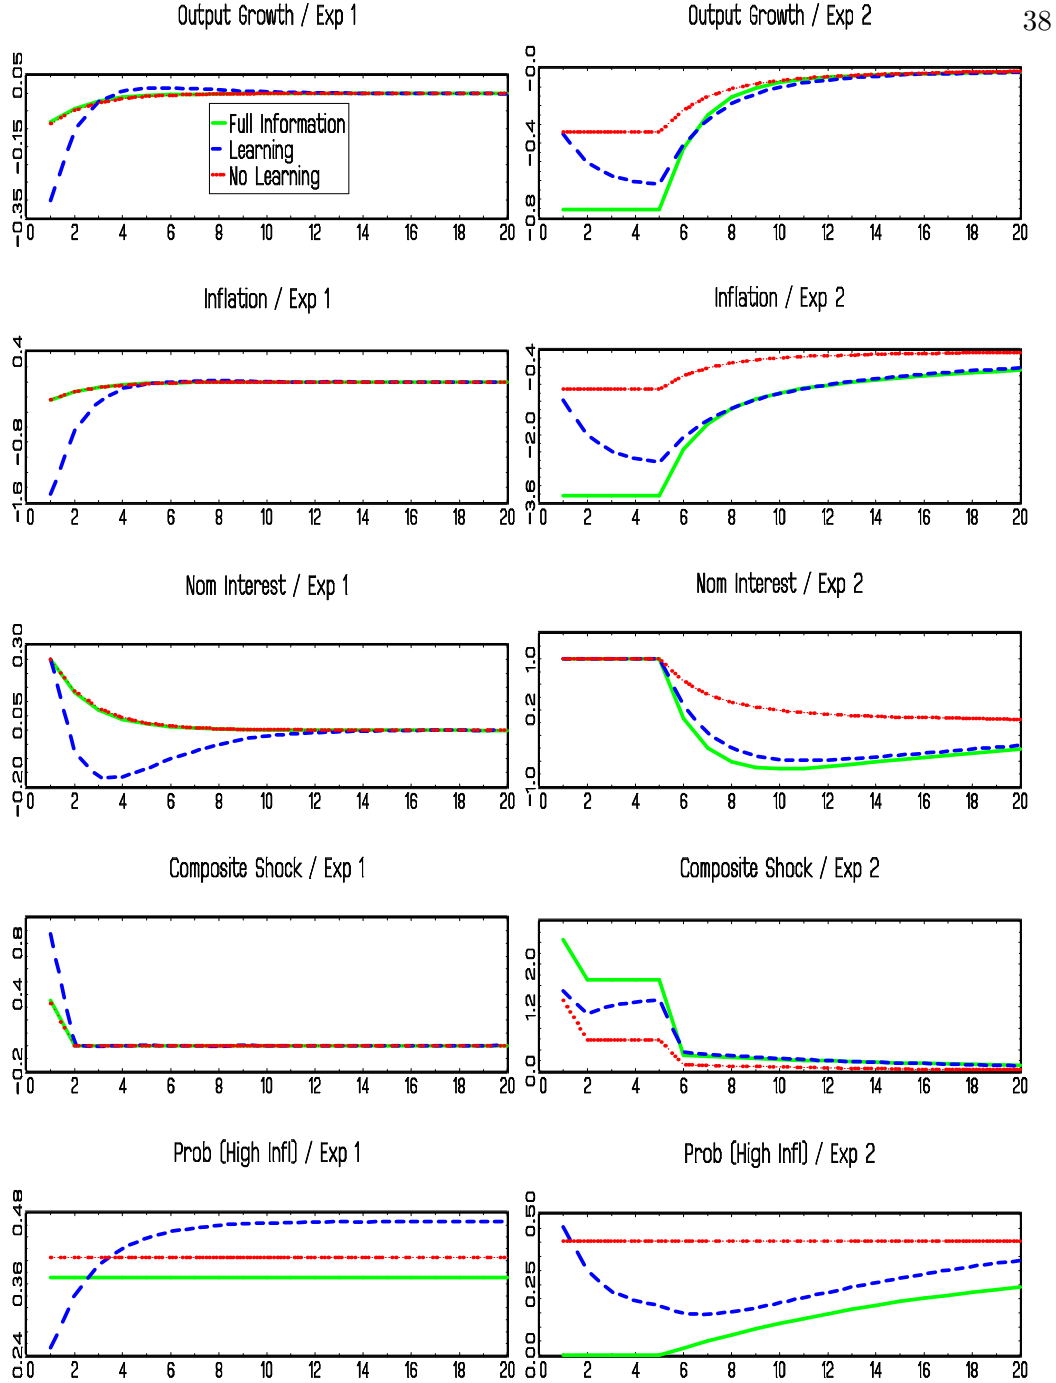 38
Output Growth / Exp 1
0.05
-0.15
-0.35
0 2 4 6 8 10 12 14 16 18 20
Full Information
Learning
No Learning
Output Growth / Exp 2
-0.0
-0.4
-0.8
0 2 4 6 8 10 12 14 16 18 20
Inflation / Exp 1
0.4
-0.8
-1.6
0 2 4 6 8 10 12 14 16 18 20
Inflation / Exp 2
-0.4
-2.0
-3.6
0 2 4 6 8 10 12 14 16 18 20
Nom Interest / Exp 1
0.30
0.05
-0.20
0 2 4 6 8 10 12 14 16 18 20
Nom Interest / Exp 2
1.0
0.2
-1.0
0 2 4 6 8 10 12 14 16 18 20
Composite Shock / Exp 1
0.8
0.4
0.2
0 2 4 6 8 10 12 14 16 18 20
Composite Shock / Exp 2
2.0
1.2
0.0
0 2 4 6 8 10 12 14 16 18 20
Prob (High Infl) / Exp 1
0.48
0.36
0.24
0 2 4 6 8 10 12 14 16 18 20
Prob (High Infl) / Exp 2
0.50
0.25
0.00
0 2 4 6 8 10 12 14 16 18 20